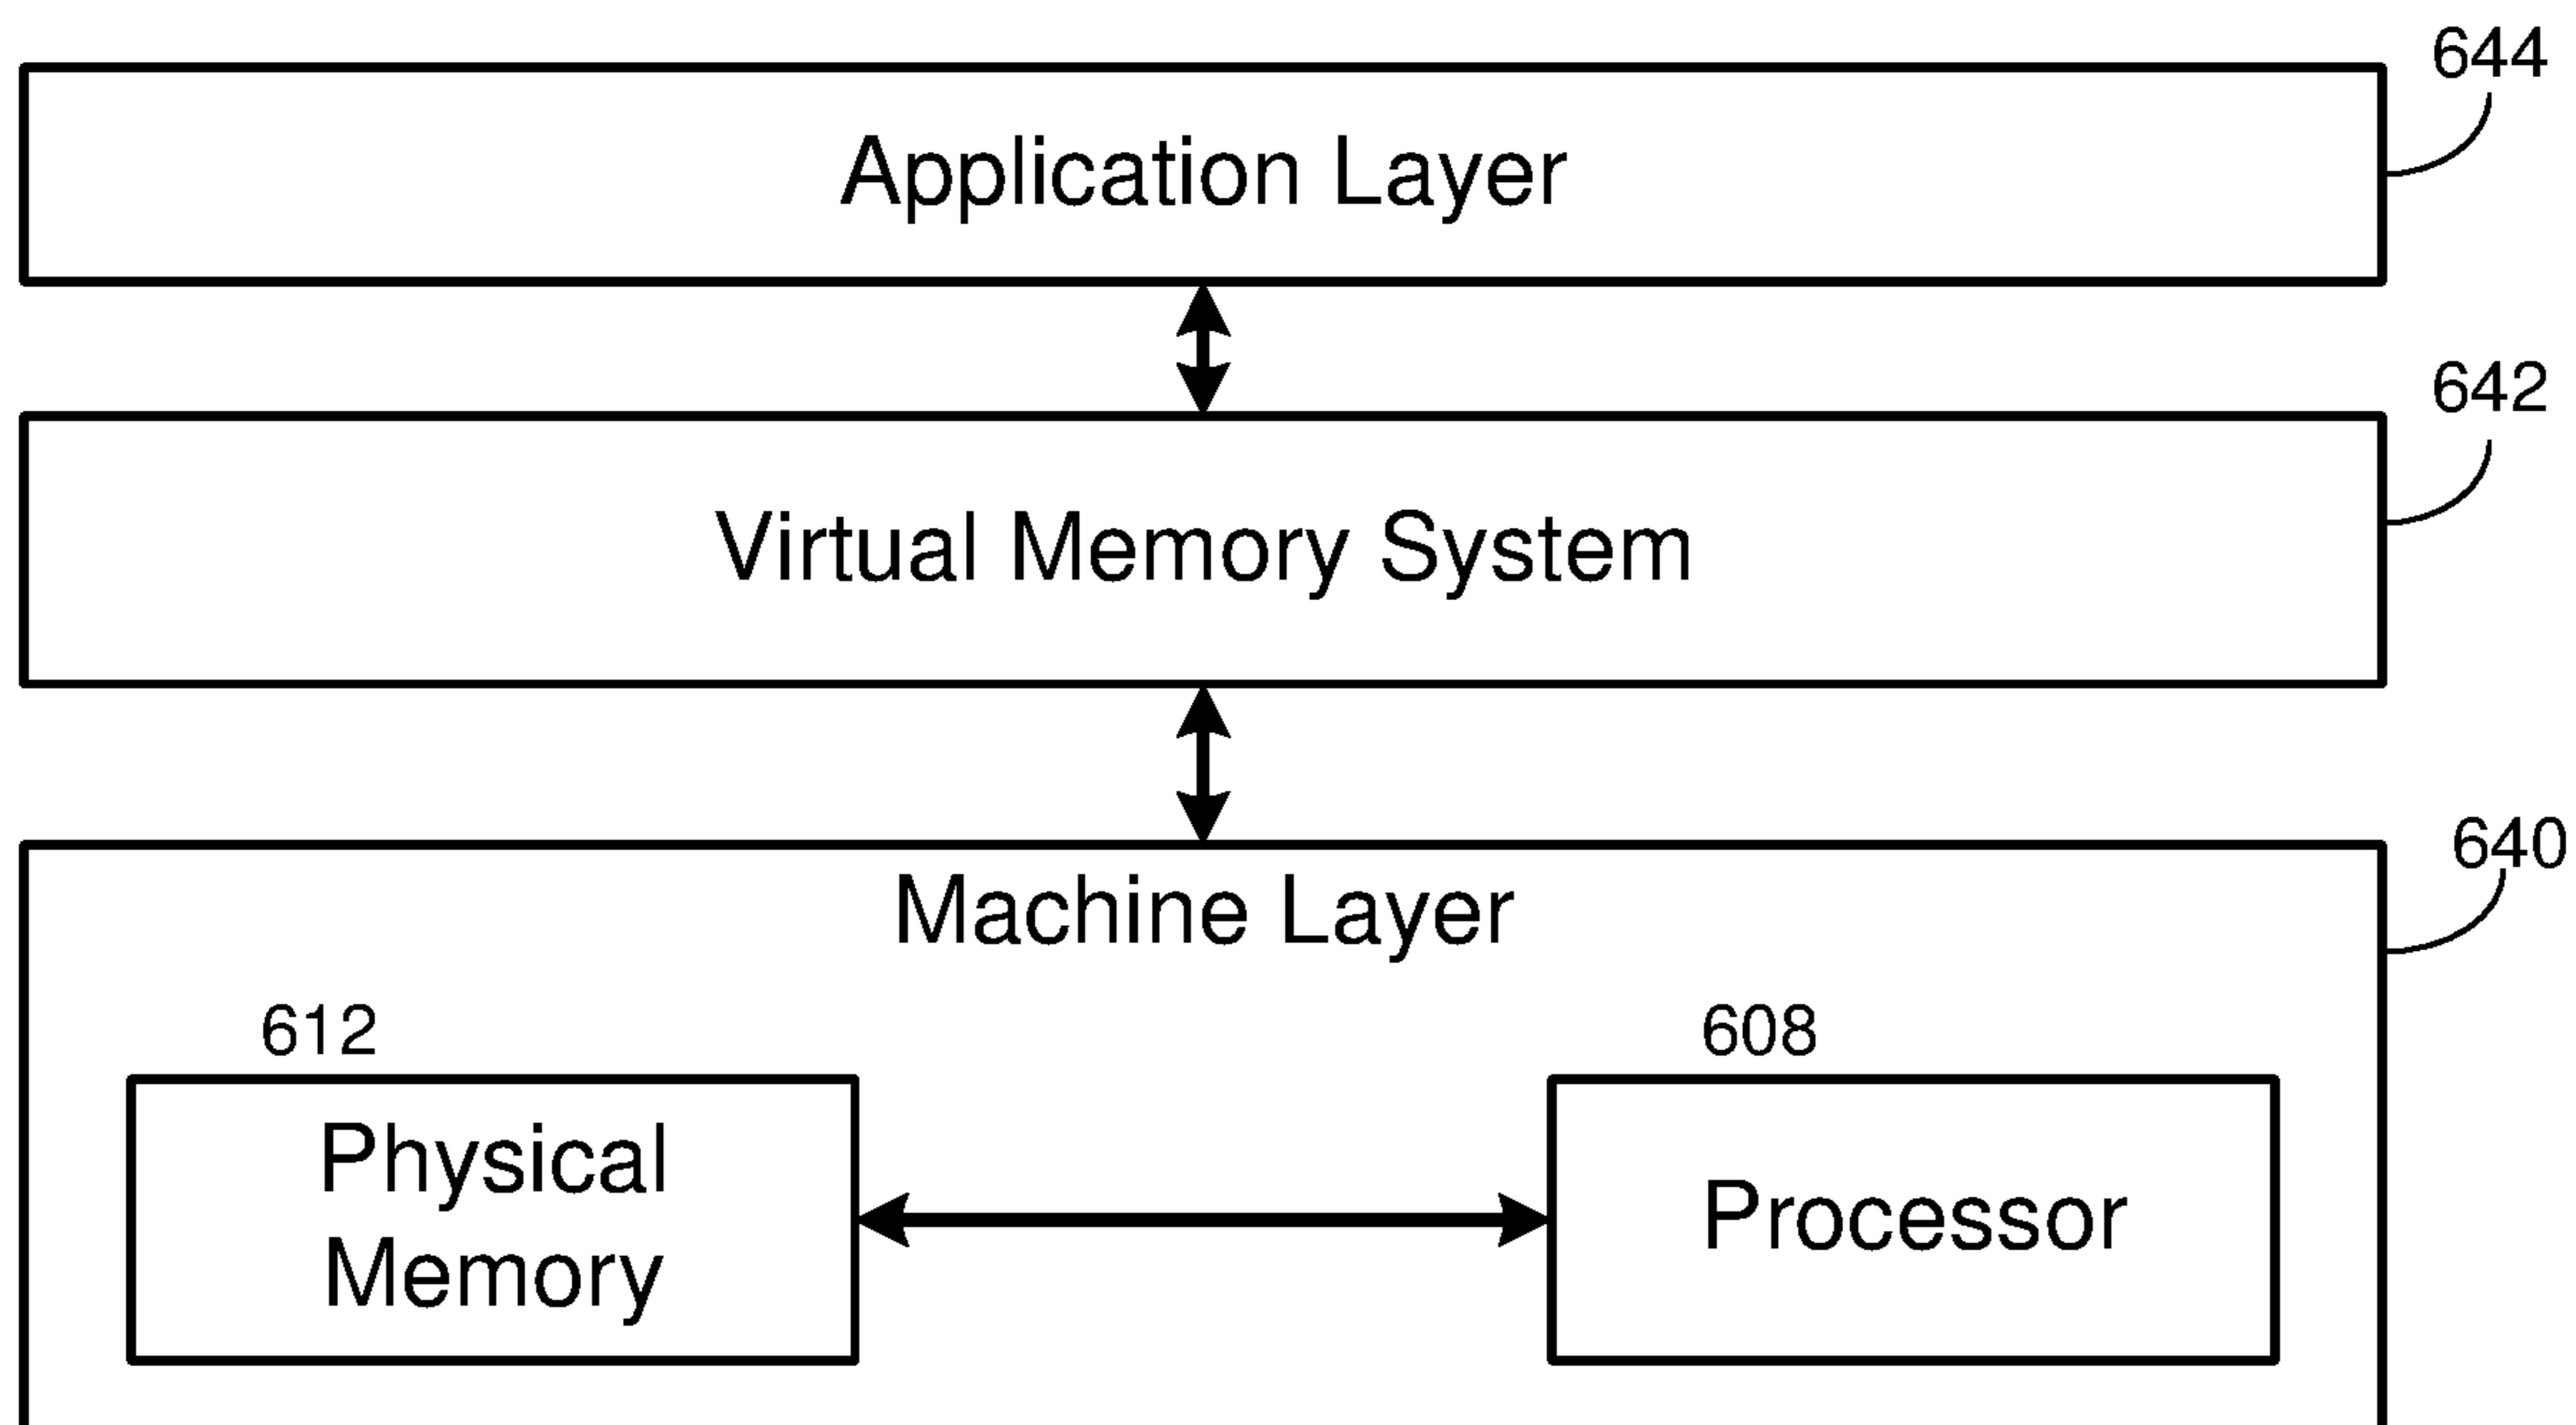 644
Application Layer
642
Virtual Memory System
640
Machine Layer
612
608
Physical
Memory
Processor